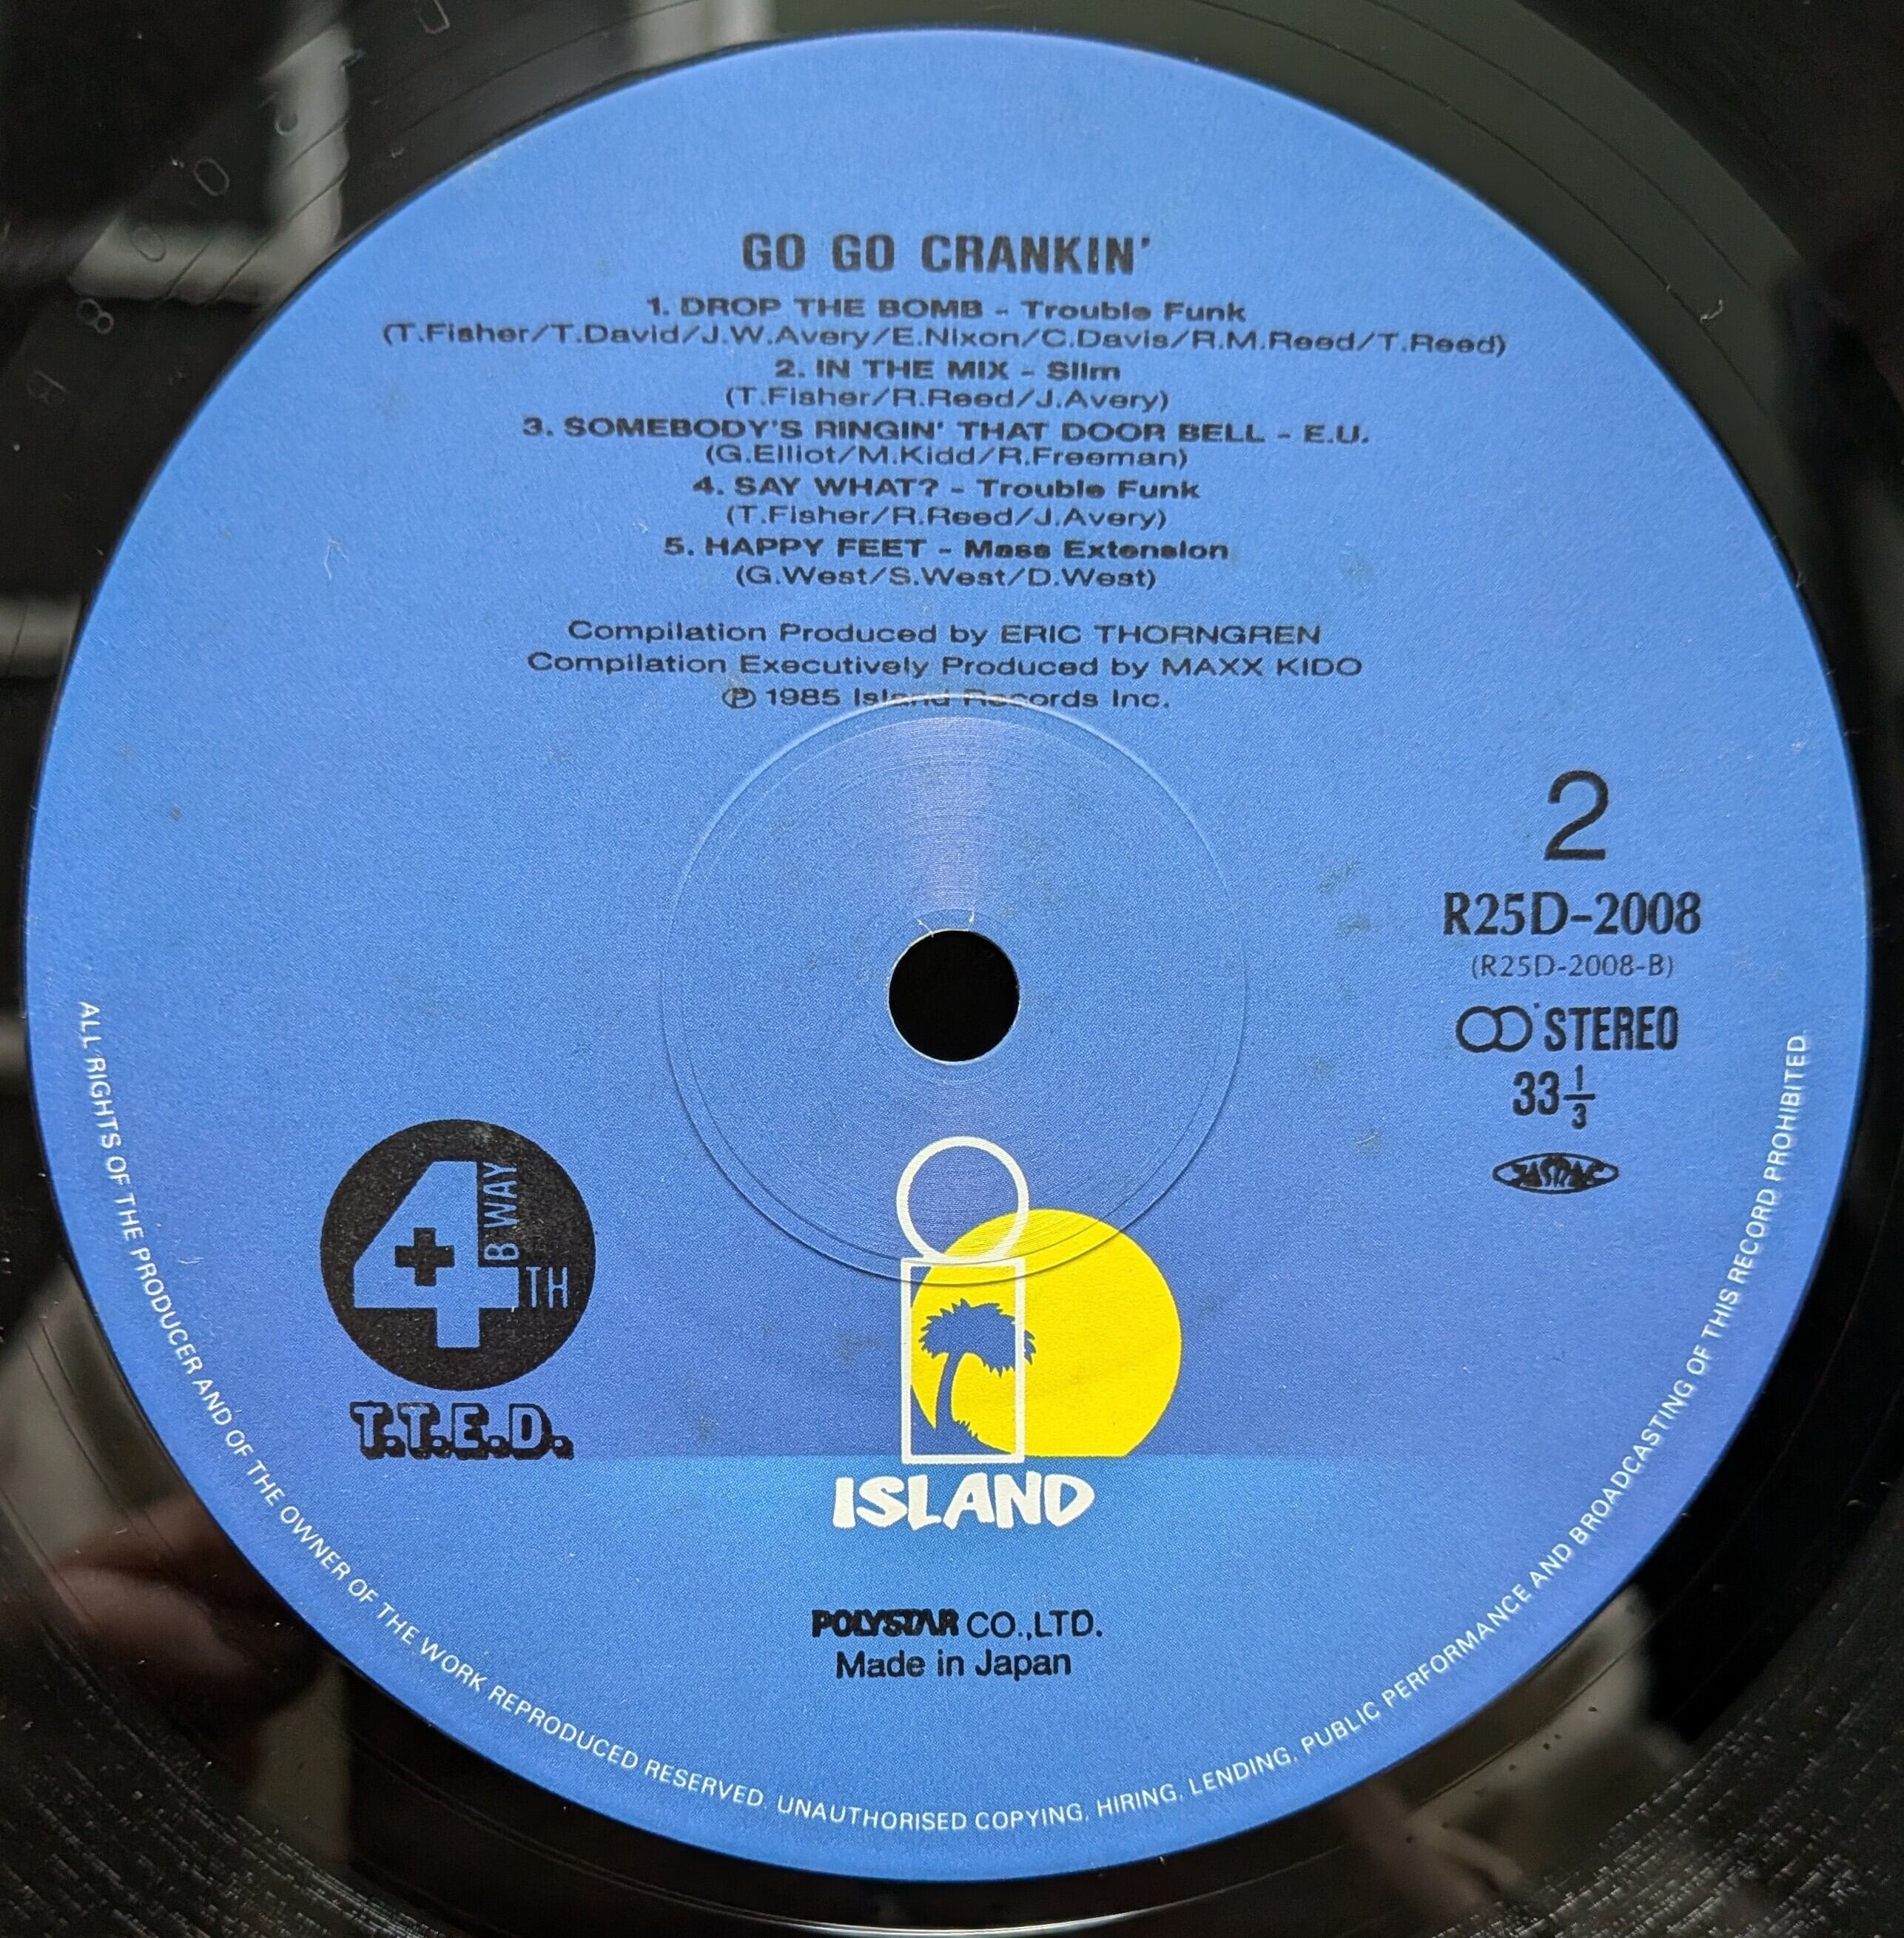 GO GO CRANKIN'
1. DROP THE BOMB - Trouble Funk
(T.Fisher/T.David/J.W.Avery/E.Nixon/C.Davis/R.M.Reed/T.Reed)
2. IN THE MIX - Slim
(T.Fisher/R.Reed/J.Avery)
3. SOMEBODY'S RINGIN' THAT DOOR BELL - E.U.
(G.Elliot/M.Kidd/R.Freeman)
4. SAY WHAT? - Trouble Funk
(T.Fisher/R.Reed/J.Avery)
5. HAPPY FEET - Mass Extension
(G.West/S.West/D.West)
Compilation Produced by ERIC THORNGREN
Compilation Executively Produced by MAXX KIDO
℗ 1985 Island Records Inc.
2
R25D-2008
(R25D-2008-B)
STEREO
33 1/3
JASRAC
4 TH B WAY
T.T.E.D.
ISLAND
POLYSTAR CO.,LTD.
Made in Japan
ALL RIGHTS OF THE PRODUCER AND OF THE OWNER OF THE WORK REPRODUCED RESERVED. UNAUTHORISED COPYING, HIRING, LENDING, PUBLIC PERFORMANCE AND BROADCASTING OF THIS RECORD PROHIBITED.